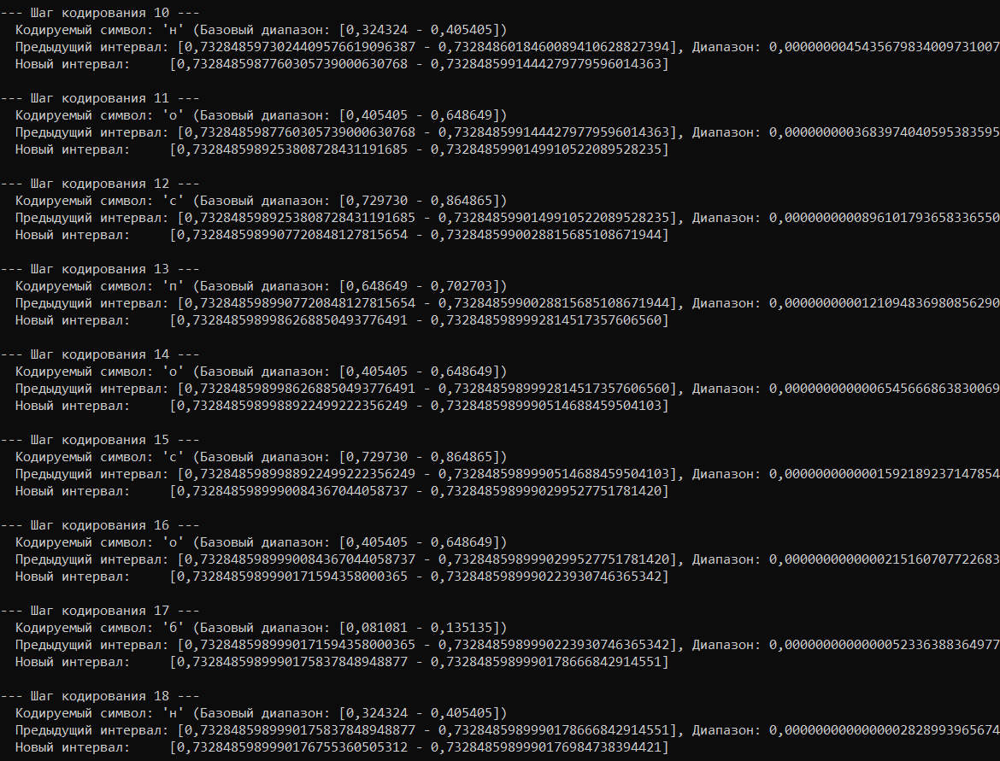 --- Шаг кодирования 10 ---
Кодируемый символ: 'н' (Базовый диапазон: [0,324324 - 0,405405])
Предыдущий интервал: [0,7328485973024409576619096387 - 0,7328486018460089410628827394], Диапазон: 0,0000000045435679834009731007
Новый интервал: [0,7328485987760305739000630768 - 0,7328485991444279779596014363]
--- Шаг кодирования 11 ---
Кодируемый символ: 'о' (Базовый диапазон: [0,405405 - 0,648649])
Предыдущий интервал: [0,7328485987760305739000630768 - 0,7328485991444279779596014363], Диапазон: 0,0000000003683974040595383595
Новый интервал: [0,7328485989253808728431191685 - 0,7328485990149910522089528235]
--- Шаг кодирования 12 ---
Кодируемый символ: 'с' (Базовый диапазон: [0,729730 - 0,864865])
Предыдущий интервал: [0,7328485989253808728431191685 - 0,7328485990149910522089528235], Диапазон: 0,0000000000896101793658336550
Новый интервал: [0,7328485989907720848127815654 - 0,7328485990028815685108671944]
--- Шаг кодирования 13 ---
Кодируемый символ: 'п' (Базовый диапазон: [0,648649 - 0,702703])
Предыдущий интервал: [0,7328485989907720848127815654 - 0,7328485990028815685108671944], Диапазон: 0,0000000000121094836980856290
Новый интервал: [0,7328485989986268850493776491 - 0,7328485989992814517357606560]
--- Шаг кодирования 14 ---
Кодируемый символ: 'о' (Базовый диапазон: [0,405405 - 0,648649])
Предыдущий интервал: [0,7328485989986268850493776491 - 0,7328485989992814517357606560], Диапазон: 0,0000000000006545666863830069
Новый интервал: [0,7328485989988922499222356249 - 0,7328485989990514688459504103]
--- Шаг кодирования 15 ---
Кодируемый символ: 'с' (Базовый диапазон: [0,729730 - 0,864865])
Предыдущий интервал: [0,7328485989988922499222356249 - 0,7328485989990514688459504103], Диапазон: 0,0000000000001592189237147854
Новый интервал: [0,7328485989990084367044058737 - 0,7328485989990299527751781420]
--- Шаг кодирования 16 ---
Кодируемый символ: 'о' (Базовый диапазон: [0,405405 - 0,648649])
Предыдущий интервал: [0,7328485989990084367044058737 - 0,7328485989990299527751781420], Диапазон: 0,0000000000000215160707722683
Новый интервал: [0,7328485989990171594358000365 - 0,7328485989990223930746365342]
--- Шаг кодирования 17 ---
Кодируемый символ: 'б' (Базовый диапазон: [0,081081 - 0,135135])
Предыдущий интервал: [0,7328485989990171594358000365 - 0,7328485989990223930746365342], Диапазон: 0,0000000000000052336388364977
Новый интервал: [0,7328485989990175837848948877 - 0,7328485989990178666842914551]
--- Шаг кодирования 18 ---
Кодируемый символ: 'н' (Базовый диапазон: [0,324324 - 0,405405])
Предыдущий интервал: [0,7328485989990175837848948877 - 0,7328485989990178666842914551], Диапазон: 0,0000000000000002828993965674
Новый интервал: [0,7328485989990176755360505312 - 0,7328485989990176984738394421]